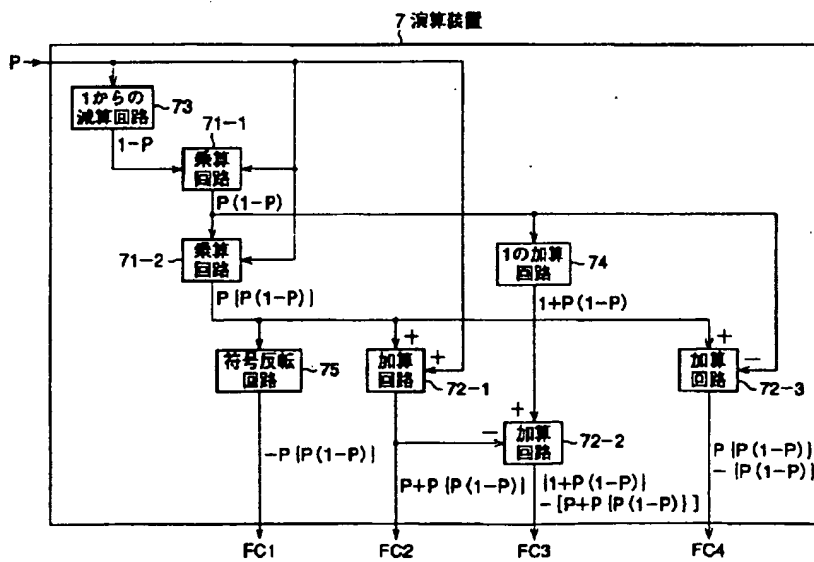 7 演算装置
P
1からの
減算回路
73
1-P
71-1
乗算
回路
P(1-P)
71-2
乗算
回路
P{P(1-P)}
1の加算
回路
74
1+P(1-P)
符号反転
回路
75
+
+
加算
回路
72-1
+
-
加算
回路
72-3
+
-
加算
回路
72-2
-P{P(1-P)}
P+P{P(1-P)}
{1+P(1-P)}
-[P+P{P(1-P)}]
P{P(1-P)}
-{P(1-P)}
FC1
FC2
FC3
FC4